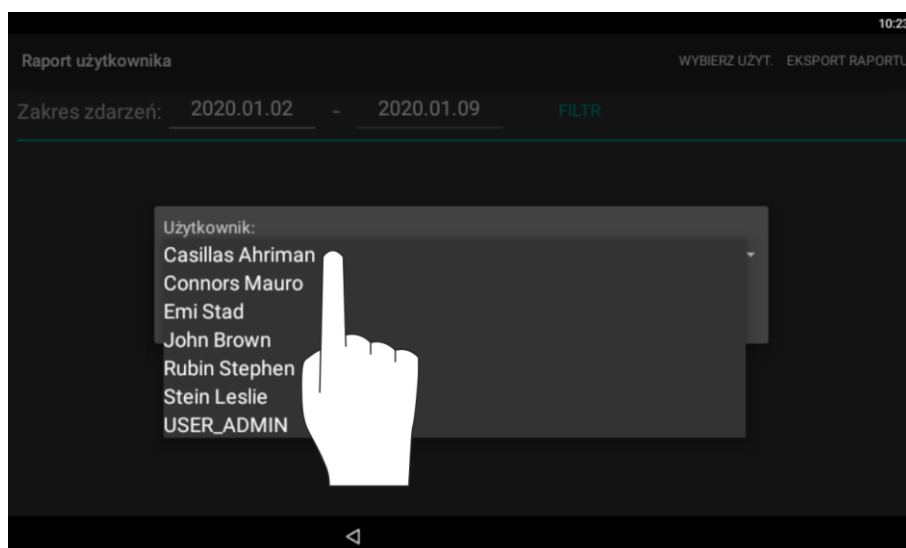 10:23
Raport użytkownika WYBIERZ UŻYT. EKSPORT RAPORTU
Zakres zdarzeń: 2020.01.02 - 2020.01.09 FILTR
Użytkownik:
Casillas Ahriman
Connors Mauro
Emi Stad
John Brown
Rubin Stephen
Stein Leslie
USER_ADMIN